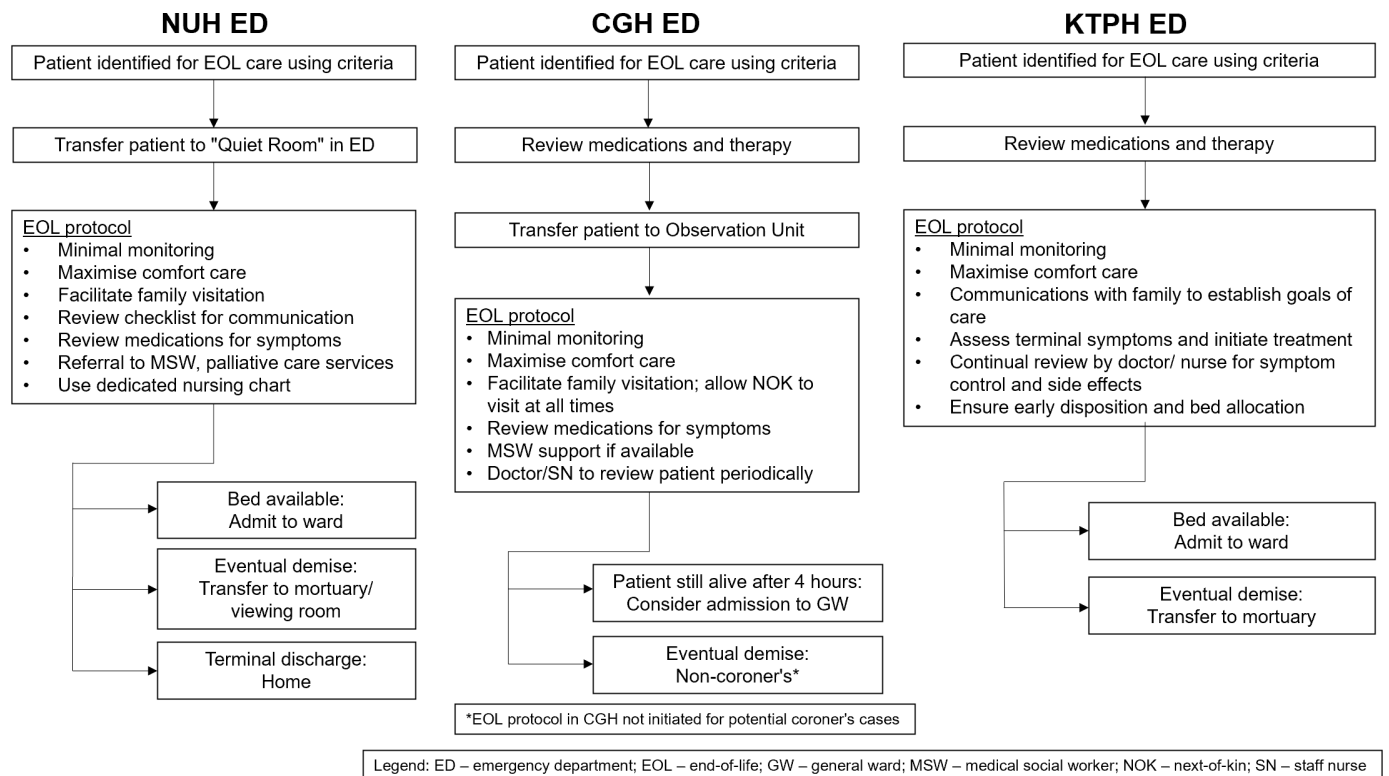 NUH ED
Patient identified for EOL care using criteria
Transfer patient to "Quiet Room" in ED
EOL protocol
• Minimal monitoring
• Maximise comfort care
• Facilitate family visitation
• Review checklist for communication
• Review medications for symptoms
• Referral to MSW, palliative care services
• Use dedicated nursing chart
Bed available:
Admit to ward
Eventual demise:
Transfer to mortuary/
viewing room
Terminal discharge:
Home
CGH ED
Patient identified for EOL care using criteria
Review medications and therapy
Transfer patient to Observation Unit
EOL protocol
• Minimal monitoring
• Maximise comfort care
• Facilitate family visitation; allow NOK to
visit at all times
• Review medications for symptoms
• MSW support if available
• Doctor/SN to review patient periodically
Patient still alive after 4 hours:
Consider admission to GW
Eventual demise:
Non-coroner's*
*EOL protocol in CGH not initiated for potential coroner's cases
KTPH ED
Patient identified for EOL care using criteria
Review medications and therapy
EOL protocol
• Minimal monitoring
• Maximise comfort care
• Communications with family to establish goals of
care
• Assess terminal symptoms and initiate treatment
• Continual review by doctor/ nurse for symptom
control and side effects
• Ensure early disposition and bed allocation
Bed available:
Admit to ward
Eventual demise:
Transfer to mortuary
Legend: ED – emergency department; EOL – end-of-life; GW – general ward; MSW – medical social worker; NOK – next-of-kin; SN – staff nurse